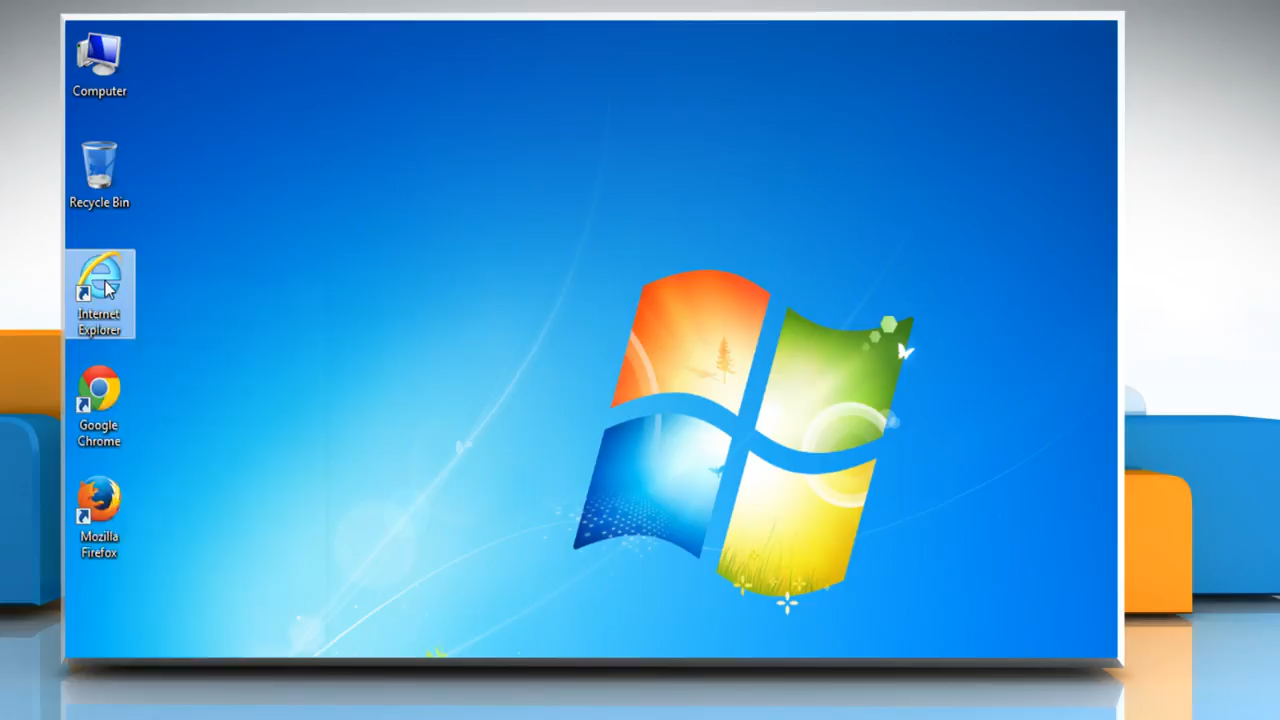 Computer
Recycle Bin
Internet
Explorer
Google
Chrome
Mozilla
Firefox